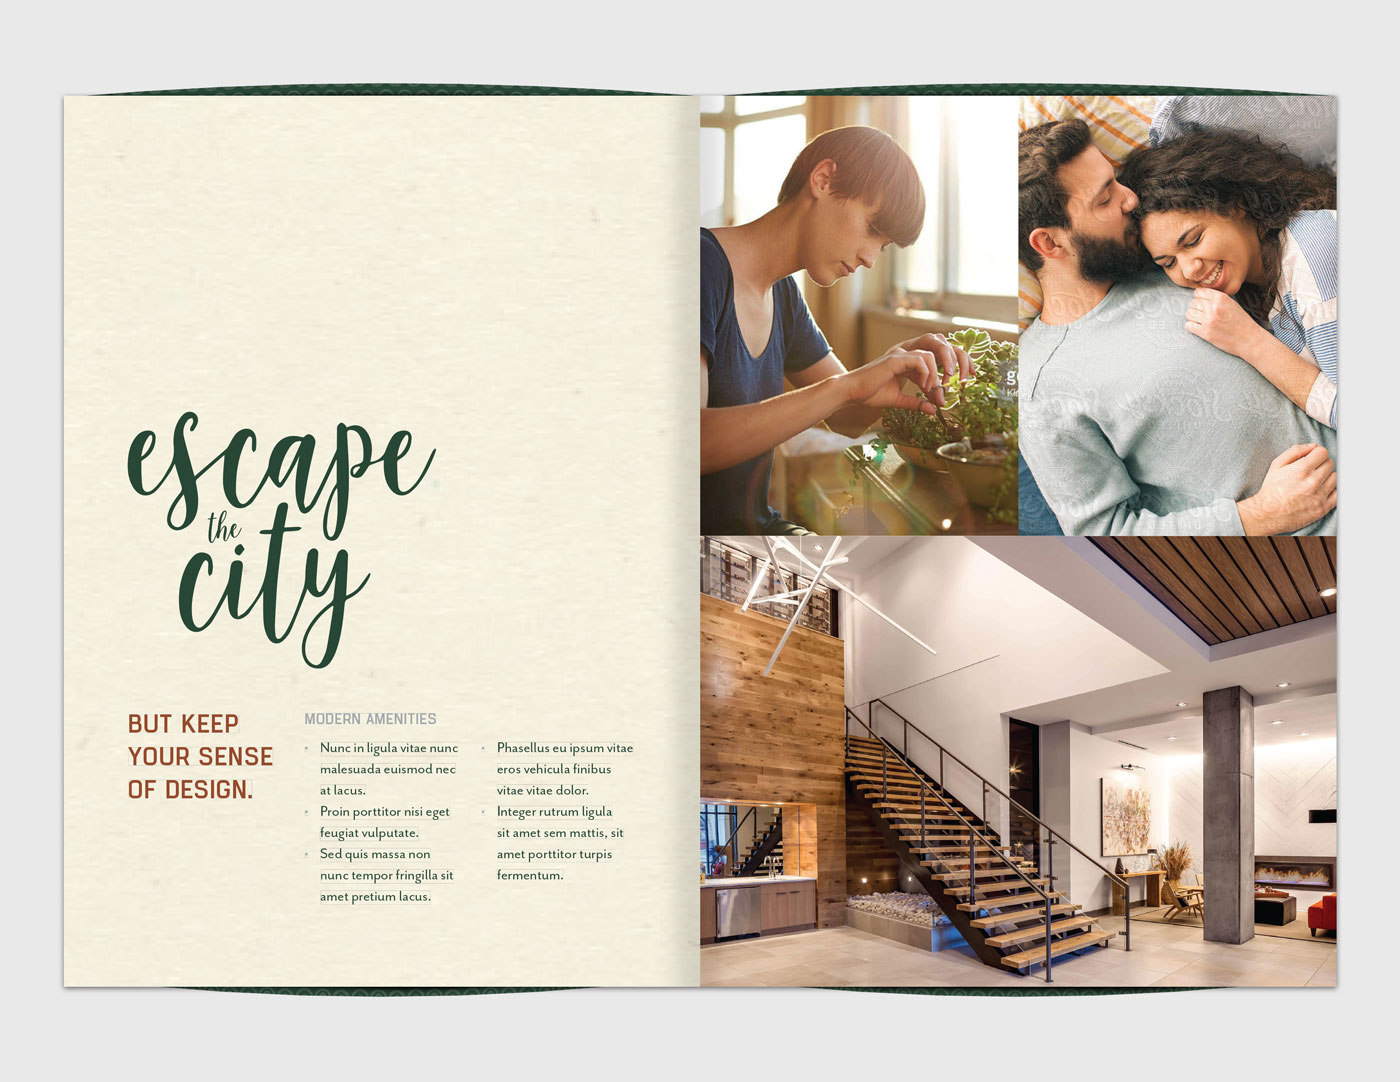 escape
the
city
BUT KEEP
YOUR SENSE
OF DESIGN.
MODERN AMENITIES
Nunc in ligula vitae nunc
malesuada euismod nec
at lacus.
Proin porttitor nisi eget
feugiat vulputate.
Sed quis massa non
nunc tempor fringilla sit
amet pretium lacus.
Phasellus eu ipsum vitae
eros vehicula finibus
vitae vitae dolor.
Integer rutrum ligula
sit amet sem mattis, sit
amet porttitor turpis
fermentum.